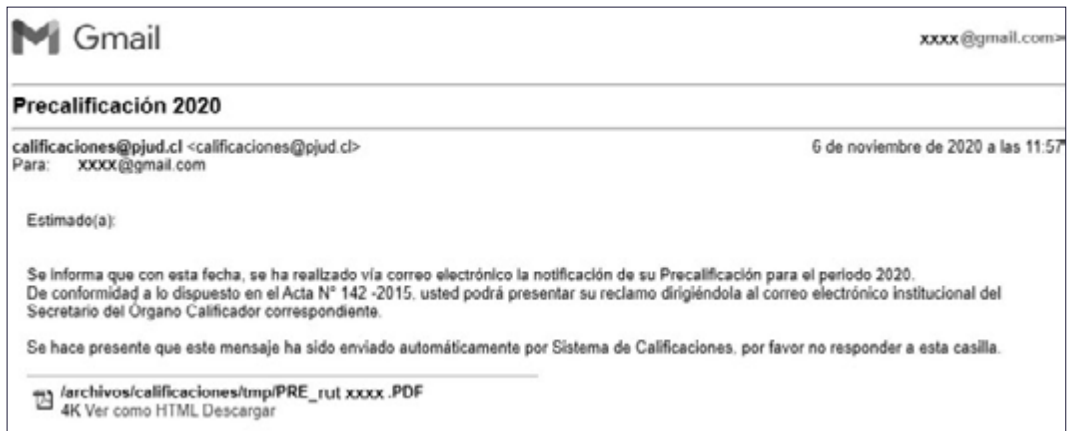 Gmail
xxxx@gmail.com>
Precalificación 2020
calificaciones@pjud.cl <calificaciones@pjud.cl>
6 de noviembre de 2020 a las 11:57
Para: xxxx@gmail.com
Estimado(a):
Se informa que con esta fecha, se ha realizado vía correo electrónico la notificación de su Precalificación para el periodo 2020.
De conformidad a lo dispuesto en el Acta N° 142 -2015, usted podrá presentar su reclamo dirigiéndola al correo electrónico institucional del
Secretario del Órgano Calificador correspondiente.
Se hace presente que este mensaje ha sido enviado automáticamente por Sistema de Calificaciones, por favor no responder a esta casilla.
/archivos/calificaciones/tmp/PRE_rut xxxx .PDF
4K Ver como HTML Descargar